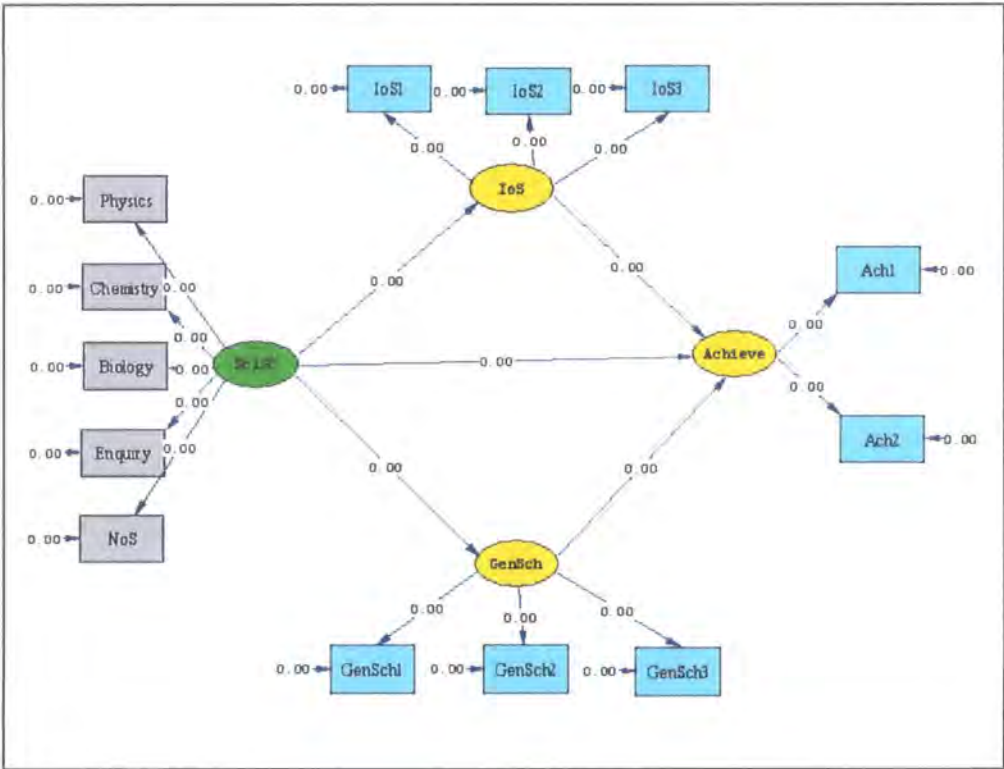 0.00 IoS1 0.00 IoS2 0.00 IoS3
0.00 0.00 0.00
IoS
0.00 Physics
0.00 0.00
Ach1 0.00
0.00 Chemistry 0.00
0.00
0.00
Achieve
0.00 Biology 0.00
0.00
0.00
0.00
Ach2 0.00
0.00 Enquiry 0.00
0.00 0.00
0.00 NoS
GenSch
0.00 0.00 0.00
0.00 GenSch1 0.00 GenSch2 0.00 GenSch3